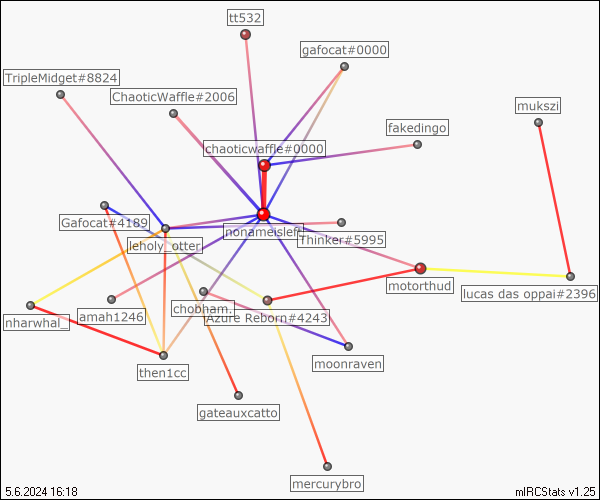 tt532
gafocat#0000
TripleMidget#8824
ChaoticWaffle#2006
mukszi
fakedingo
chaoticwaffle#0000
Gafocat#4189
nonameisleft
Thinker#5995
leholy_otter
motorthud
lucas das oppai#2396
amah1246
chobham.
Azure Reborn#4243
nharwhal_
moonraven
then1cc
gateauxcatto
mercurybro
5.6.2024 16:18
mIRCStats v1.25